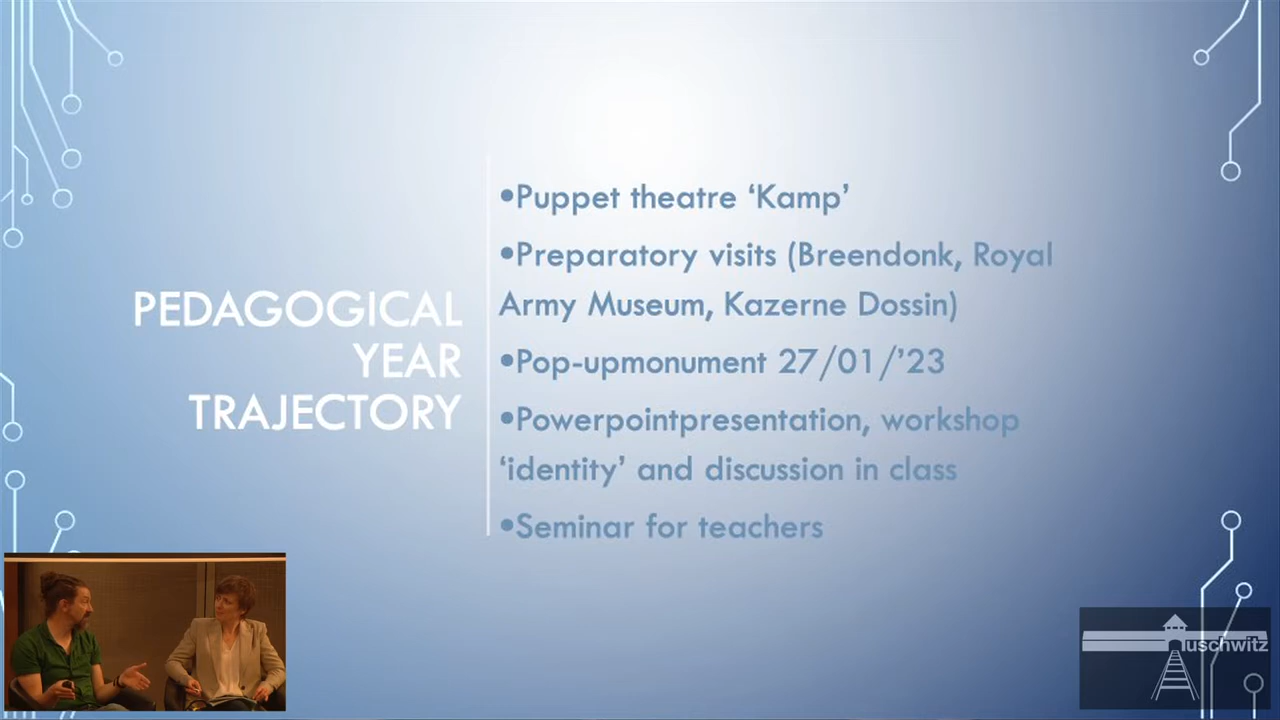 PEDAGOGICAL
YEAR
TRAJECTORY
•Puppet theatre ‘Kamp’
•Preparatory visits (Breendonk, Royal
Army Museum, Kazerne Dossin)
•Pop-upmonument 27/01/’23
•Powerpointpresentation, workshop
‘identity’ and discussion in class
•Seminar for teachers
uschwitz